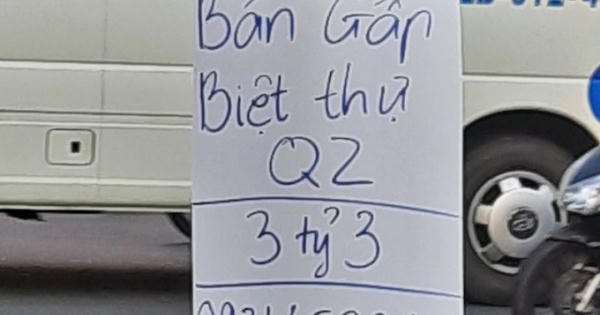 Bán Gấp
Biệt thự
Q2
3 tỷ 3